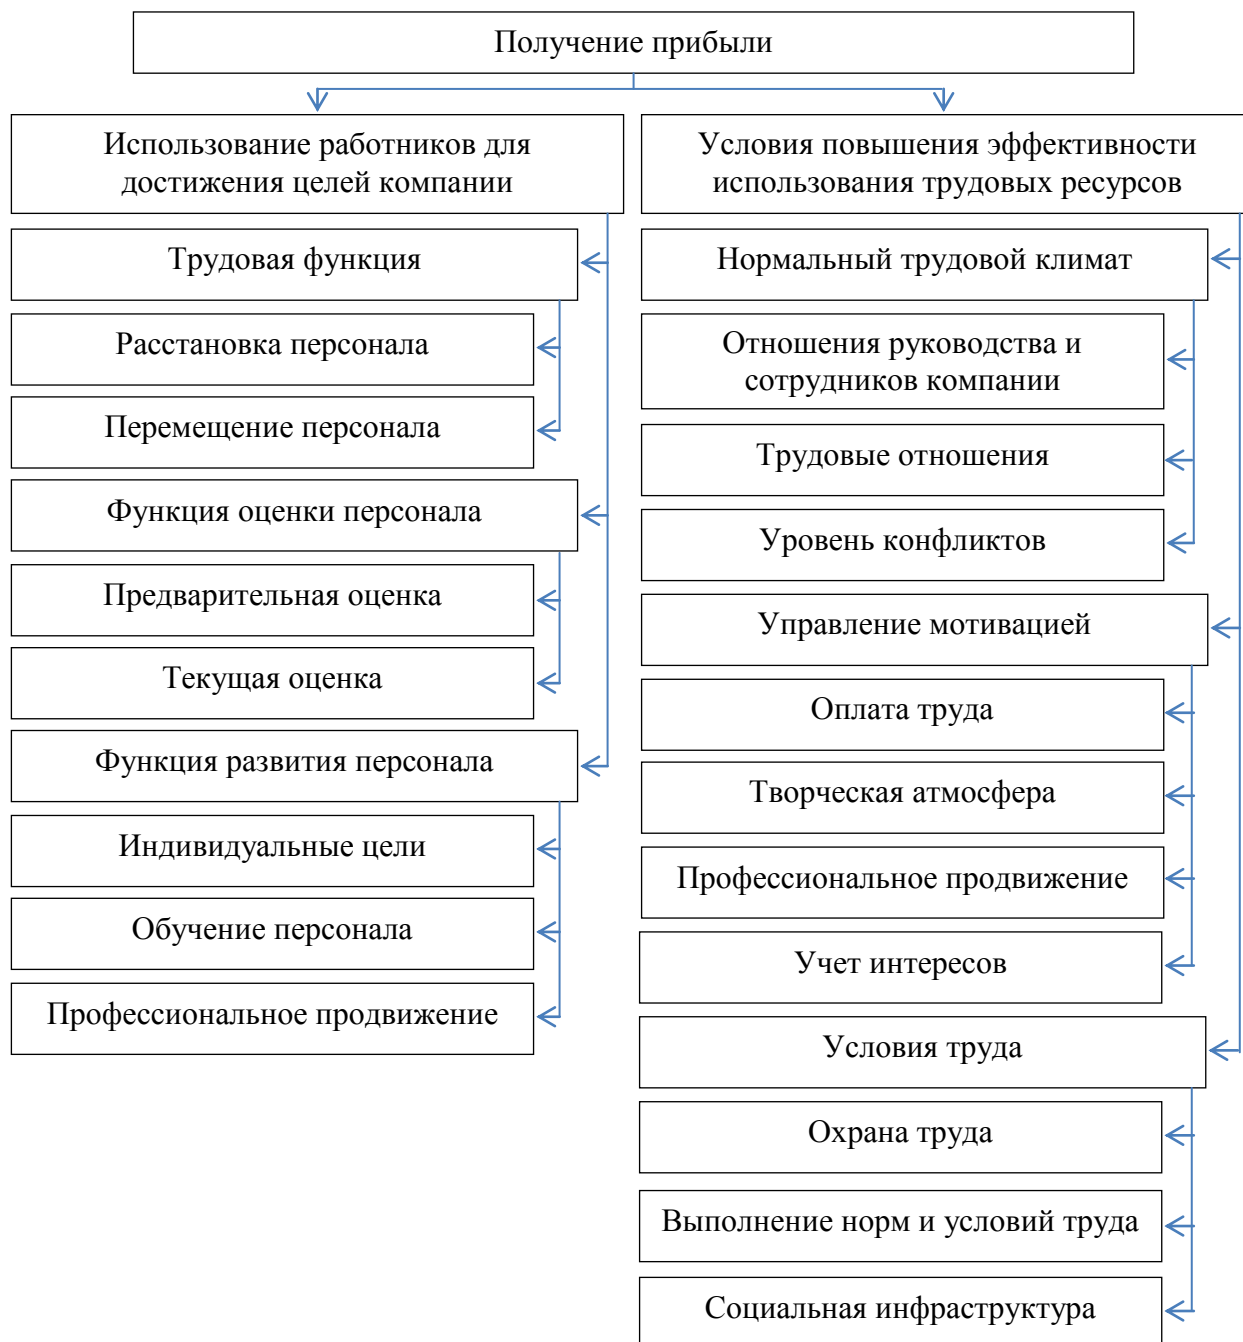 Получение прибыли
Использование работников для
достижения целей компании
Трудовая функция
Расстановка персонала
Перемещение персонала
Функция оценки персонала
Предварительная оценка
Текущая оценка
Функция развития персонала
Индивидуальные цели
Обучение персонала
Профессиональное продвижение
Условия повышения эффективности
использования трудовых ресурсов
Нормальный трудовой климат
Отношения руководства и
сотрудников компании
Трудовые отношения
Уровень конфликтов
Управление мотивацией
Оплата труда
Творческая атмосфера
Профессиональное продвижение
Учет интересов
Условия труда
Охрана труда
Выполнение норм и условий труда
Социальная инфраструктура